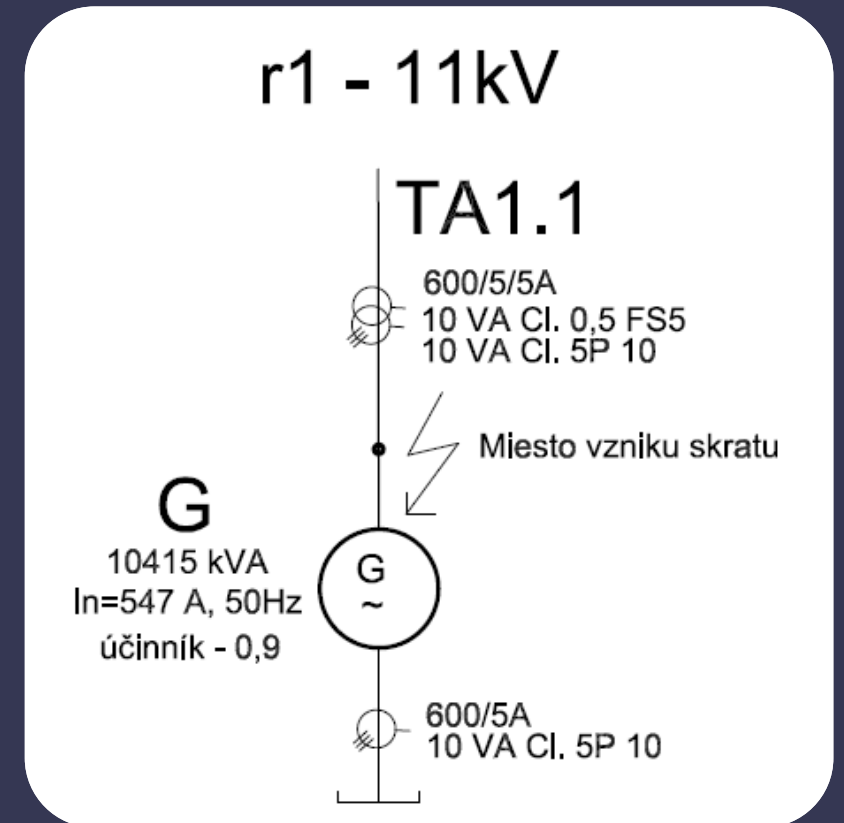 r1 - 11kV
TA1.1
600/5/5A
10 VA Cl. 0,5 FS5
10 VA Cl. 5P 10
Miesto vzniku skratu
G
10415 kVA
In=547 A, 50Hz
účinník - 0,9
G
~
600/5A
10 VA Cl. 5P 10